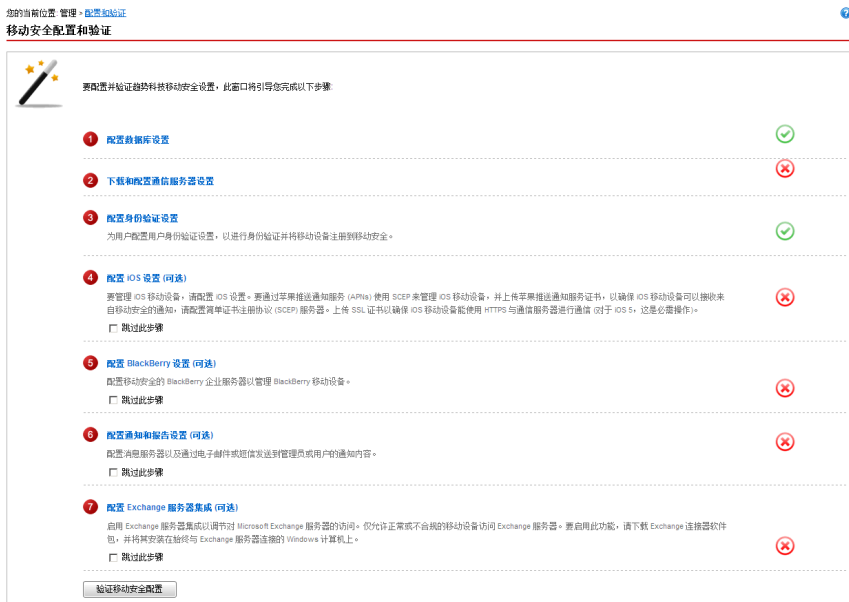 您的当前位置: 管理 > 配置和验证
移动安全配置和验证
要配置并验证趋势科技移动安全设置，此窗口将引导您完成以下步骤:
1 配置数据库设置
2 下载和配置通信服务器设置
3 配置身份验证设置
为用户配置用户身份验证设置，以进行身份验证并将移动设备注册到移动安全。
4 配置 iOS 设置 (可选)
要管理 iOS 移动设备，请配置 iOS 设置。要通过苹果推送通知服务 (APNs) 使用 SCEP 来管理 iOS 移动设备，并上传苹果推送通知服务证书，以确保 iOS 移动设备可以接收来
自移动安全的通知，请配置简单证书注册协议 (SCEP) 服务器。上传 SSL 证书以确保 iOS 移动设备能使用 HTTPS 与通信服务器进行通信 (对于 iOS 5，这是必需操作)。
跳过此步骤
5 配置 BlackBerry 设置 (可选)
配置移动安全的 BlackBerry 企业服务器以管理 BlackBerry 移动设备。
跳过此步骤
6 配置通知和报告设置 (可选)
配置消息服务器以及通过电子邮件或短信发送到管理员或用户的通知内容。
跳过此步骤
7 配置 Exchange 服务器集成 (可选)
启用 Exchange 服务器集成以调节对 Microsoft Exchange 服务器的访问。仅允许正常或不合规的移动设备访问 Exchange 服务器。要启用此功能，请下载 Exchange 连接器软件
包，并将其安装在始终与 Exchange 服务器连接的 Windows 计算机上。
跳过此步骤
验证移动安全配置